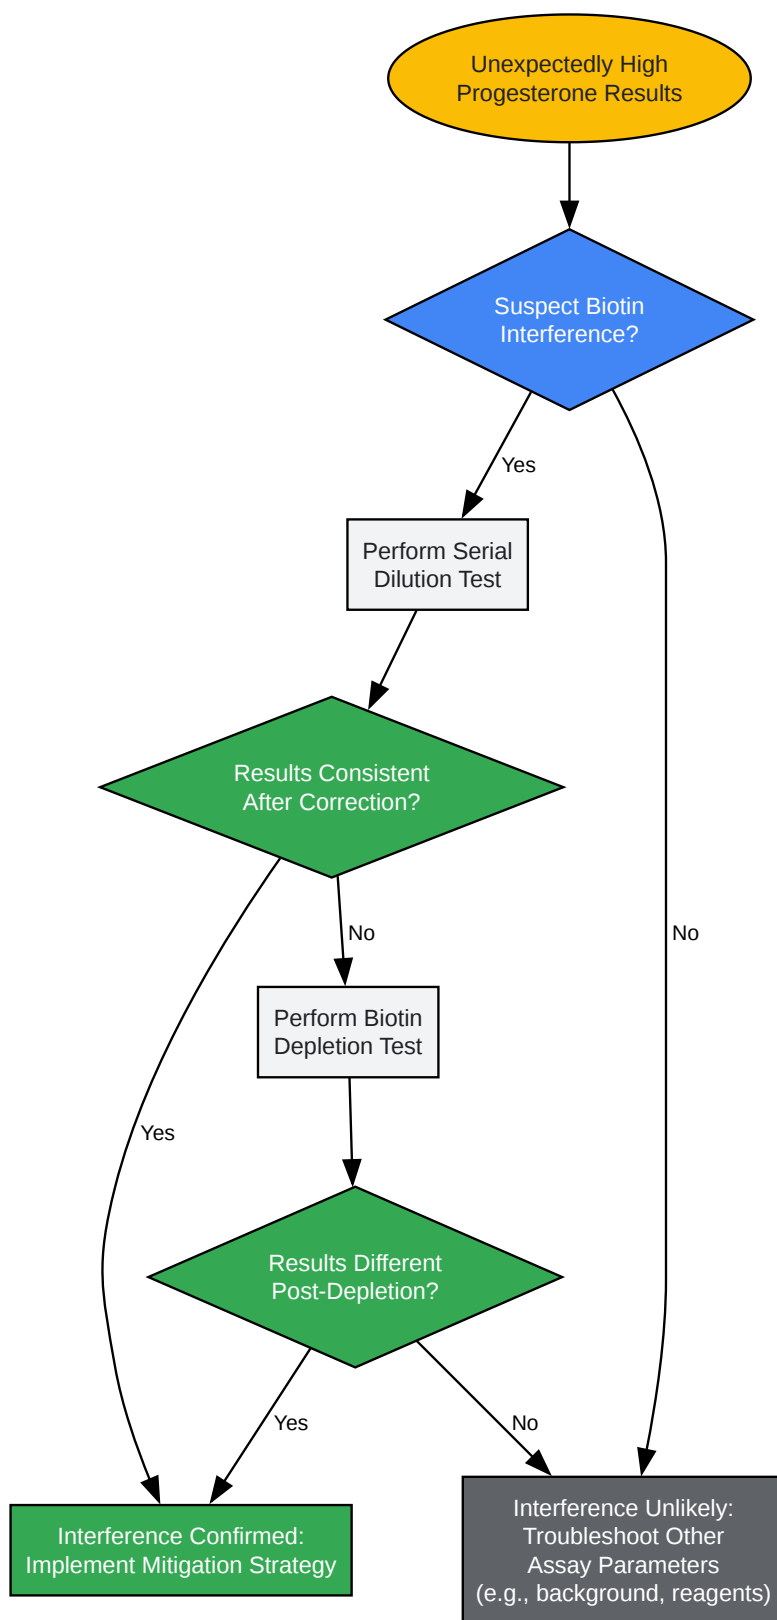 Unexpectedly High
Progesterone Results
Suspect Biotin
Interference?
Yes
Perform Serial
Dilution Test
Results Consistent
After Correction?
No
No
Perform Biotin
Depletion Test
Yes
Results Different
Post-Depletion?
Yes
No
Interference Confirmed:
Implement Mitigation Strategy
Interference Unlikely:
Troubleshoot Other
Assay Parameters
(e.g., background, reagents)